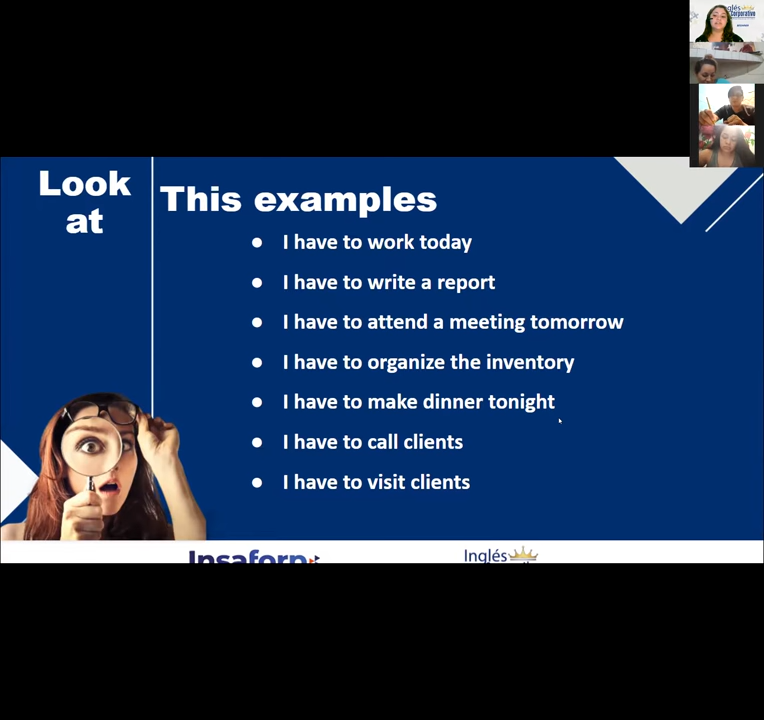 Look
at
This examples
I have to work today
I have to write a report
I have to attend a meeting tomorrow
I have to organize the inventory
I have to make dinner tonight
I have to call clients
I have to visit clients
Insaforp
Inglés